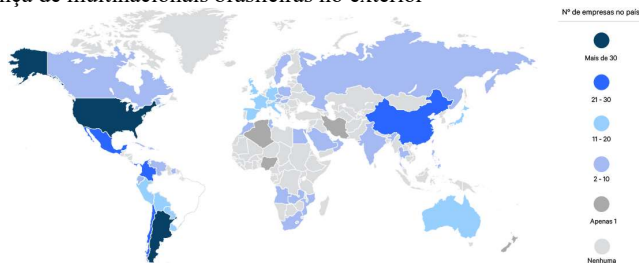 nça de multinacionais brasileiras no exterior
Nº de empresas no país
Mais de 30
21 - 30
11 - 20
2 - 10
Apenas 1
Nenhuma